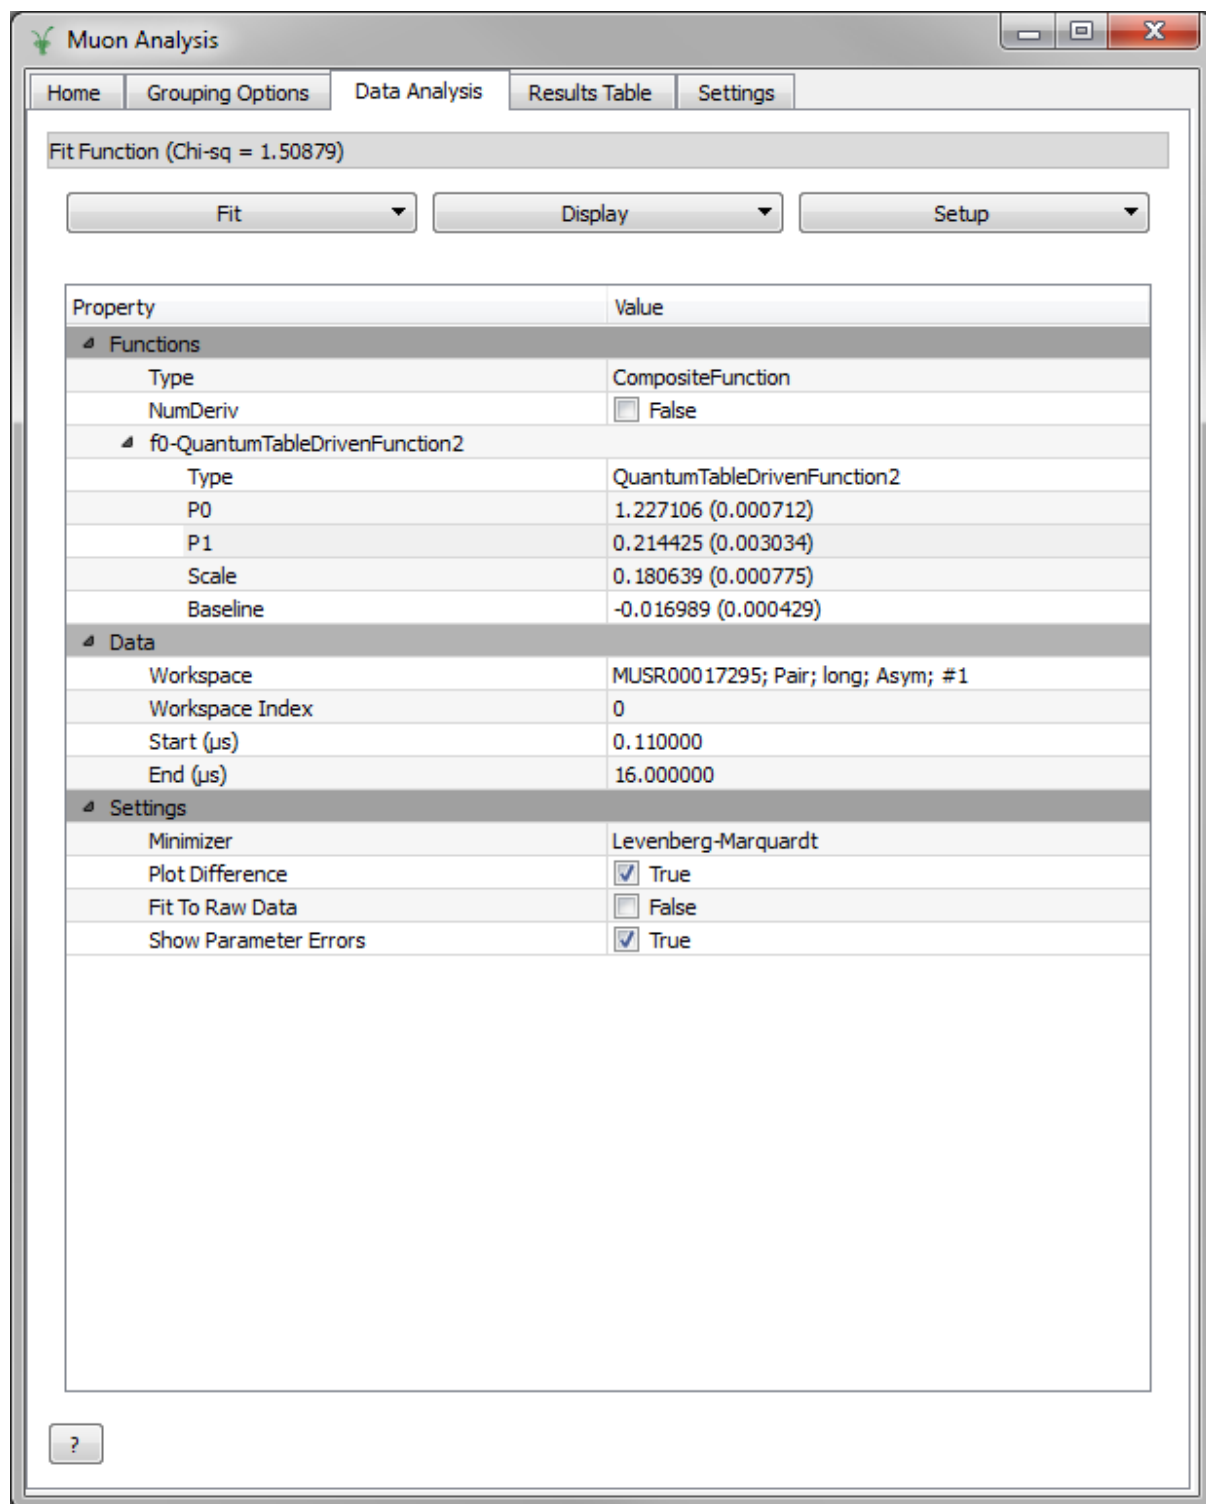 Muon Analysis
Home Grouping Options Data Analysis Results Table Settings
Fit Function (Chi-sq = 1.50879)
Fit Display Setup
Property Value
Functions
Type CompositeFunction
NumDeriv False
f0-QuantumTableDrivenFunction2
Type QuantumTableDrivenFunction2
P0 1.227106 (0.000712)
P1 0.214425 (0.003034)
Scale 0.180639 (0.000775)
Baseline -0.016989 (0.000429)
Data
Workspace MUSR00017295; Pair; long; Asym; #1
Workspace Index 0
Start (µs) 0.110000
End (µs) 16.000000
Settings
Minimizer Levenberg-Marquardt
Plot Difference True
Fit To Raw Data False
Show Parameter Errors True
?